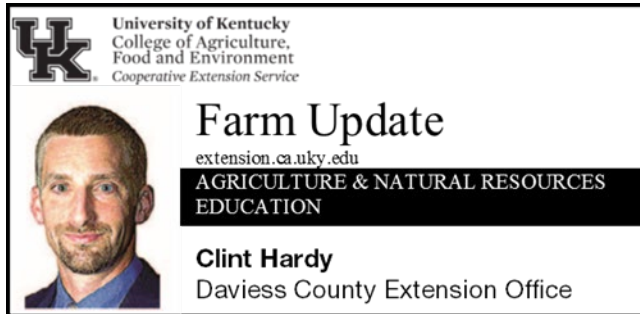 UK
University of Kentucky
College of Agriculture,
Food and Environment
Cooperative Extension Service
Farm Update
extension.ca.uky.edu
AGRICULTURE & NATURAL RESOURCES
EDUCATION
Clint Hardy
Daviess County Extension Office